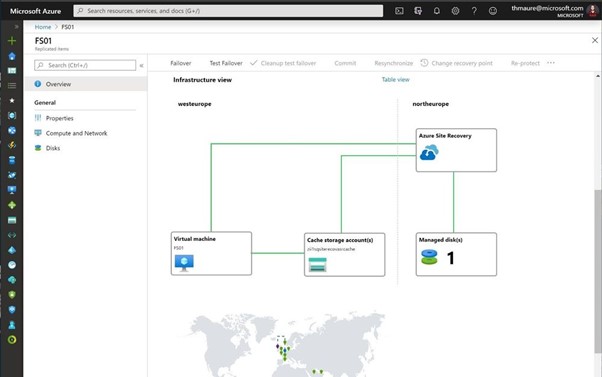 Microsoft Azure
Search resources, services, and docs (G+/)
thmaure@microsoft.com
MICROSOFT
Home > FS01
FS01
Replicated items
Search (Ctrl+/)
«
Overview
General
Properties
Compute and Network
Disks
Failover
Test Failover
Cleanup test failover
Commit
Resynchronize
Change recovery point
Re-protect
...
Infrastructure view
Table view
westeurope
northeurope
Azure Site Recovery
Virtual machine
FS01
Cache storage account(s)
Managed disk(s)
1